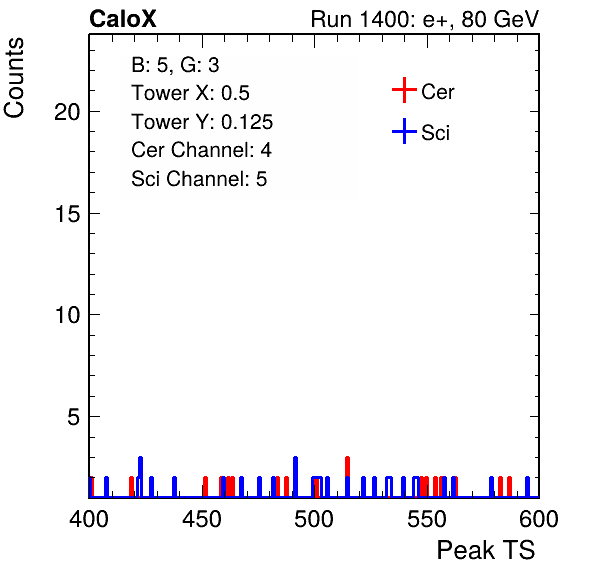 CaloX
Run 1400: e+, 80 GeV
Counts
B: 5, G: 3
Tower X: 0.5
Tower Y: 0.125
Cer Channel: 4
Sci Channel: 5
Cer
Sci
20
15
10
5
400 450 500 550 600
Peak TS